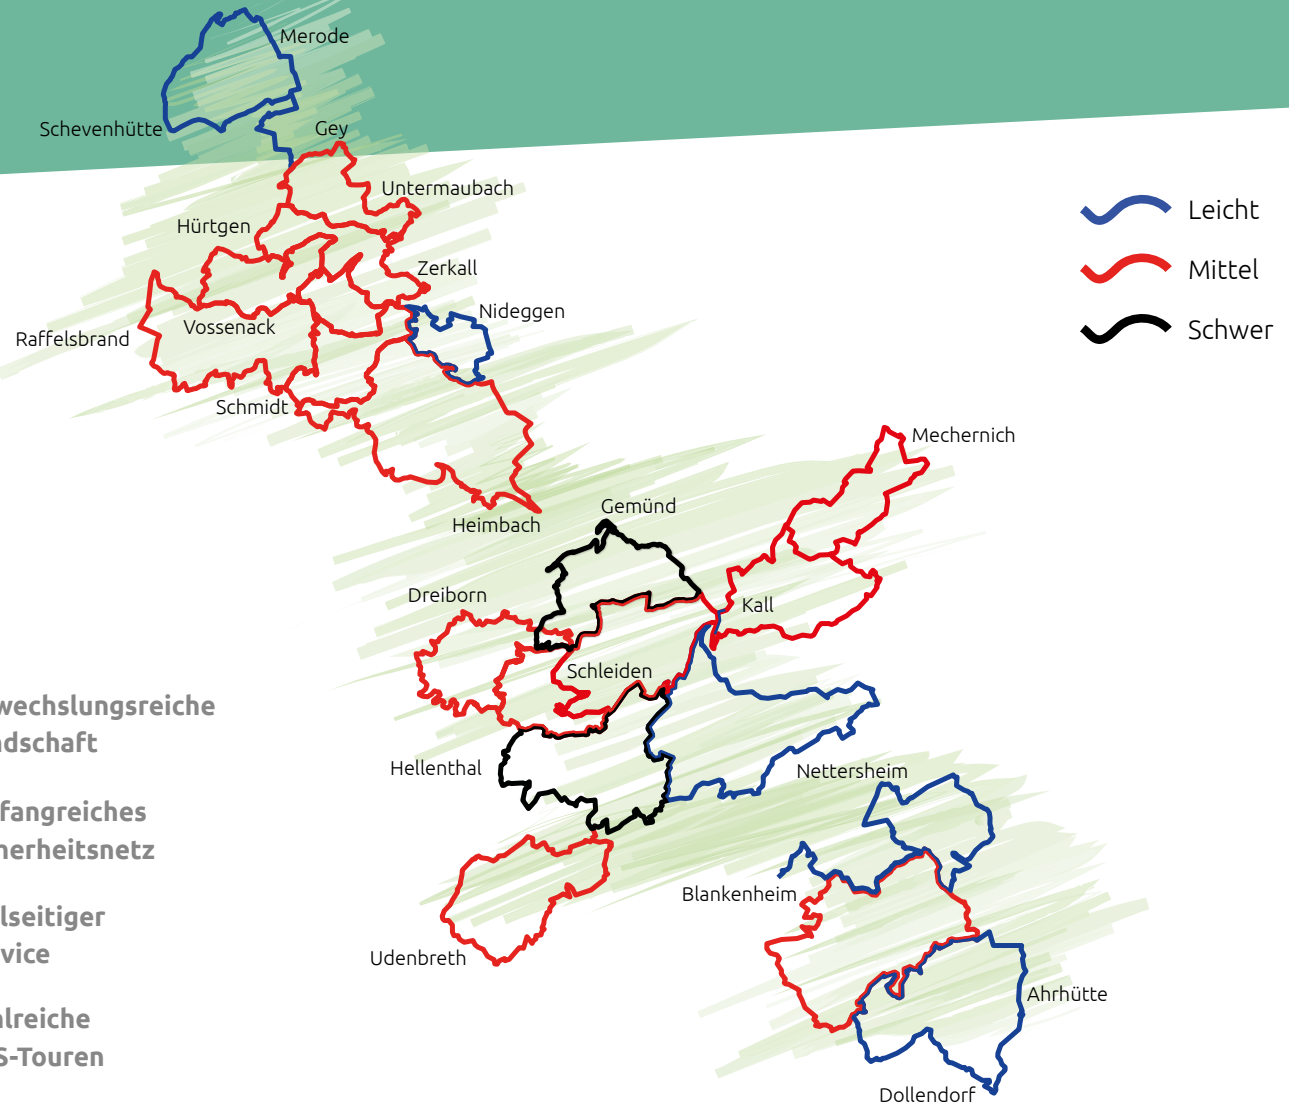 Merode
Schevenhütte
Gey
Untermaubach
Hürtgen
Zerkall
Nideggen
Vossenack
Raffelsbrand
Schmidt
Heimbach
Leicht
Mittel
Schwer
Mechernich
Gemünd
Dreiborn
Kall
Schleiden
Hellenthal
Nettersheim
Blankenheim
Udenbreth
Ahrhütte
Dollendorf
wechslungsreiche
dschaft
fangreiches
herheitsnetz
lseitiger
vice
lreiche
S-Touren